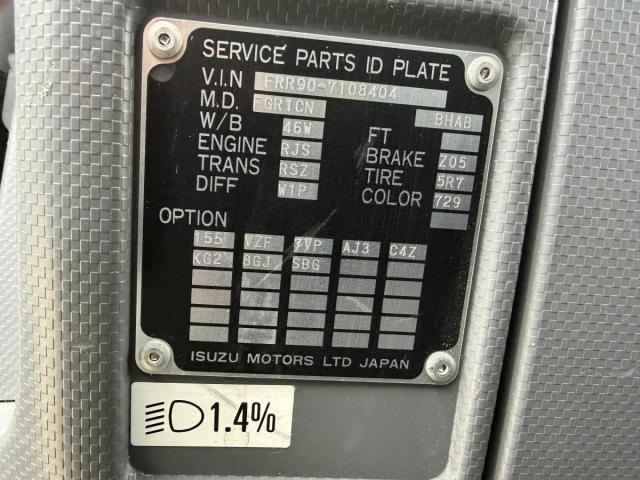 SERVICE PARTS ID PLATE
V.I.N FRR90-7108404
M.D. FGR1CN BHAB
W/B 46W FT
ENGINE RJS BRAKE Z05
TRANS RSZ TIRE 5R7
DIFF W1P COLOR 729
OPTION
155 VZF 7VP AJ3 C4Z
KG2 8GJ SBG
ISUZU MOTORS LTD JAPAN
1.4%